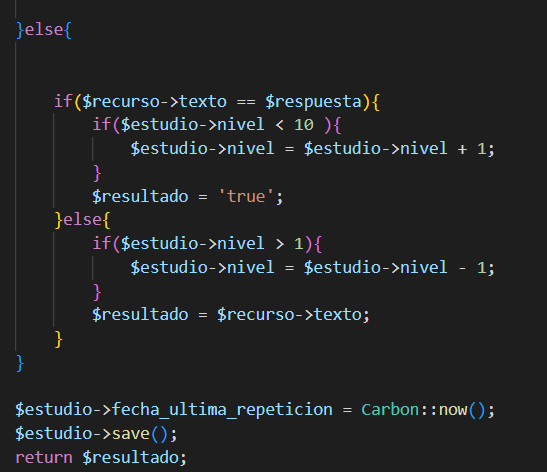 }else{
if($recurso->texto == $respuesta){
if($estudio->nivel < 10 ){
$estudio->nivel = $estudio->nivel + 1;
}
$resultado = 'true';
}else{
if($estudio->nivel > 1){
$estudio->nivel = $estudio->nivel - 1;
}
$resultado = $recurso->texto;
}
}
$estudio->fecha_ultima_repeticion = Carbon::now();
$estudio->save();
return $resultado;